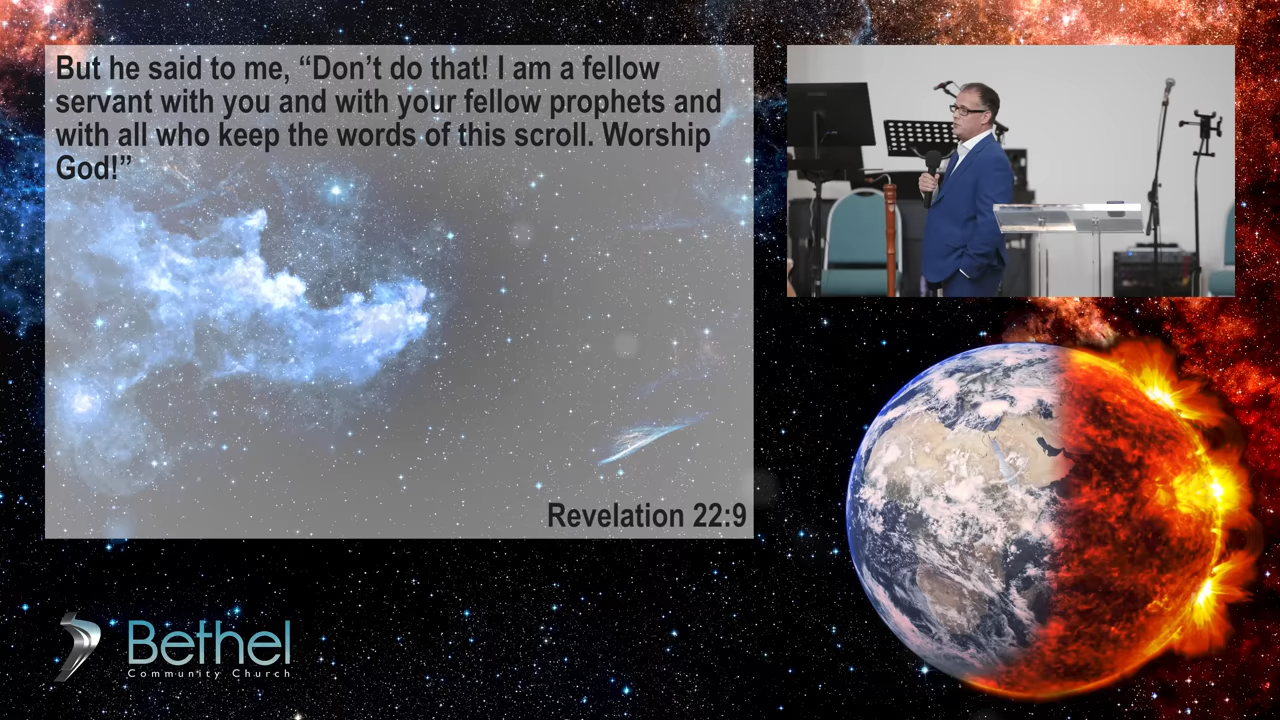 But he said to me, “Don’t do that! I am a fellow
servant with you and with your fellow prophets and
with all who keep the words of this scroll. Worship
God!”
Revelation 22:9
Bethel
Community Church